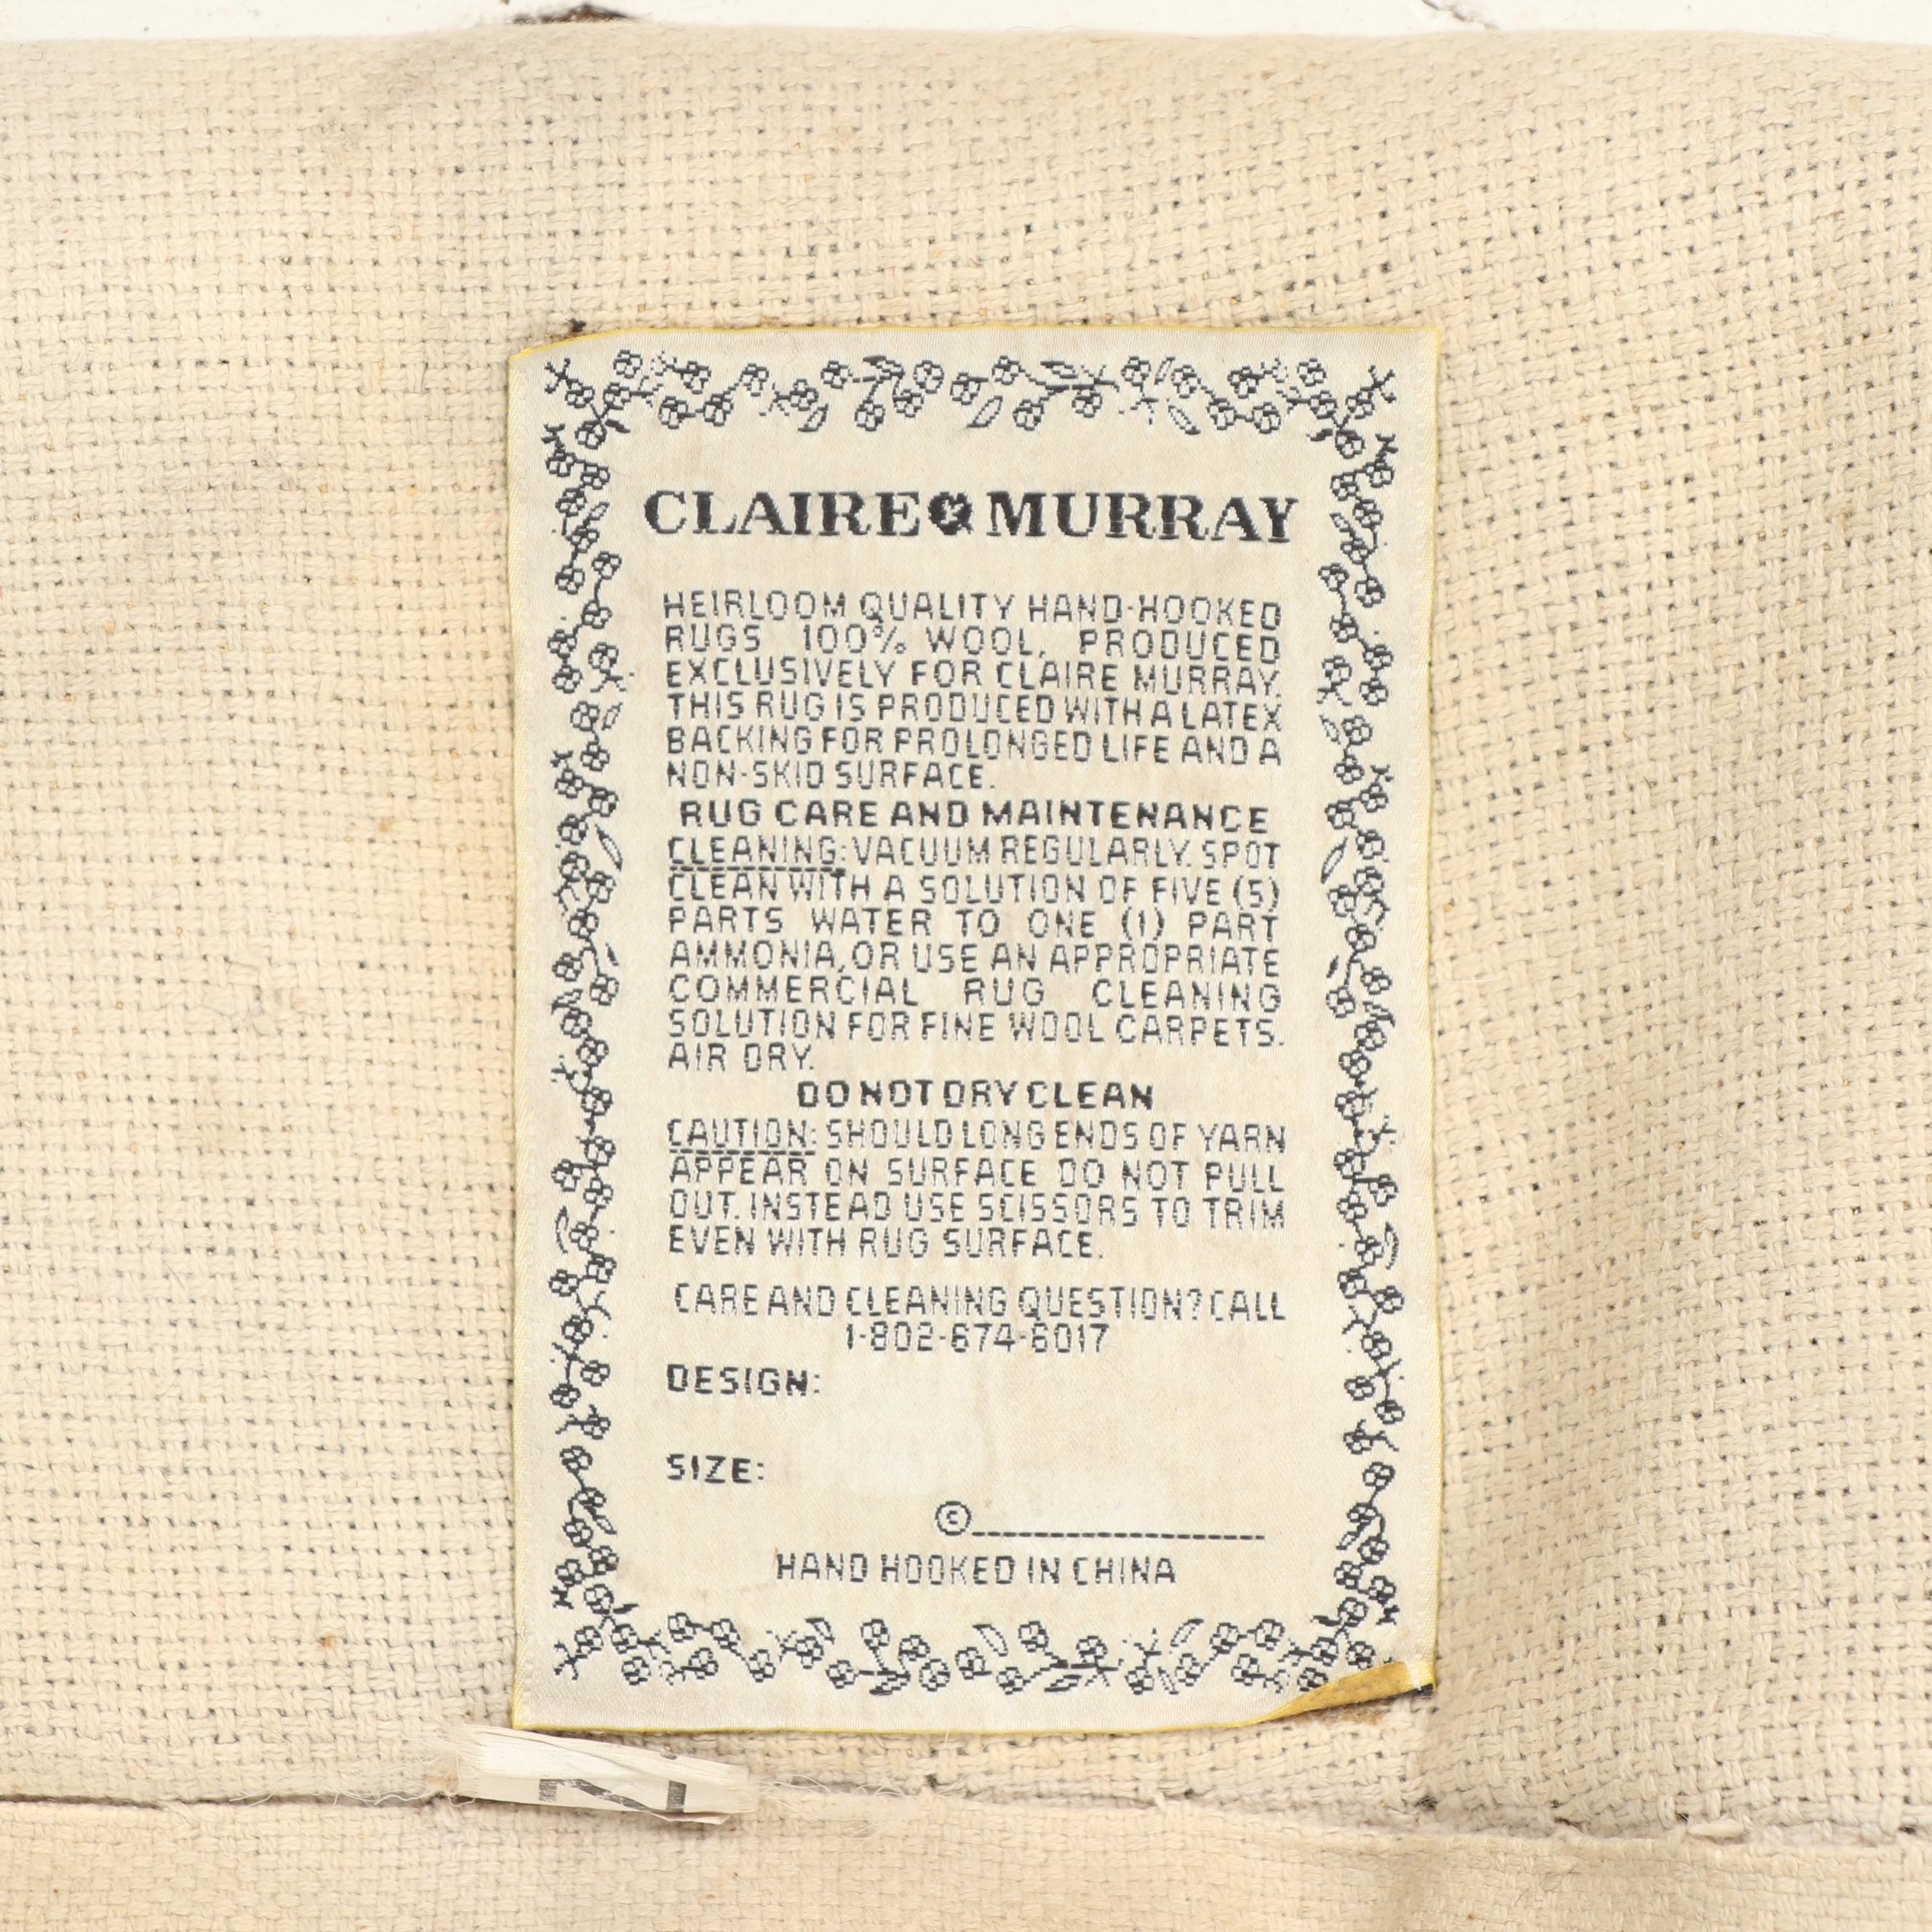 CLAIRE MURRAY
HEIRLOOM QUALITY HAND-HOOKED
RUGS 100% WOOL, PRODUCED
EXCLUSIVELY FOR CLAIRE MURRAY.
THIS RUG IS PRODUCED WITH A LATEX
BACKING FOR PROLONGED LIFE AND A
NON-SKID SURFACE.
RUG CARE AND MAINTENANCE
CLEANING: VACUUM REGULARLY. SPOT
CLEAN WITH A SOLUTION OF FIVE (5)
PARTS WATER TO ONE (1) PART
AMMONIA, OR USE AN APPROPRIATE
COMMERCIAL RUG CLEANING
SOLUTION FOR FINE WOOL CARPETS.
AIR DRY.
DO NOT DRY CLEAN
CAUTION: SHOULD LONG ENDS OF YARN
APPEAR ON SURFACE DO NOT PULL
OUT. INSTEAD USE SCISSORS TO TRIM
EVEN WITH RUG SURFACE.
CARE AND CLEANING QUESTION? CALL
1-802-674-6017
DESIGN:
SIZE:
©
HAND HOOKED IN CHINA